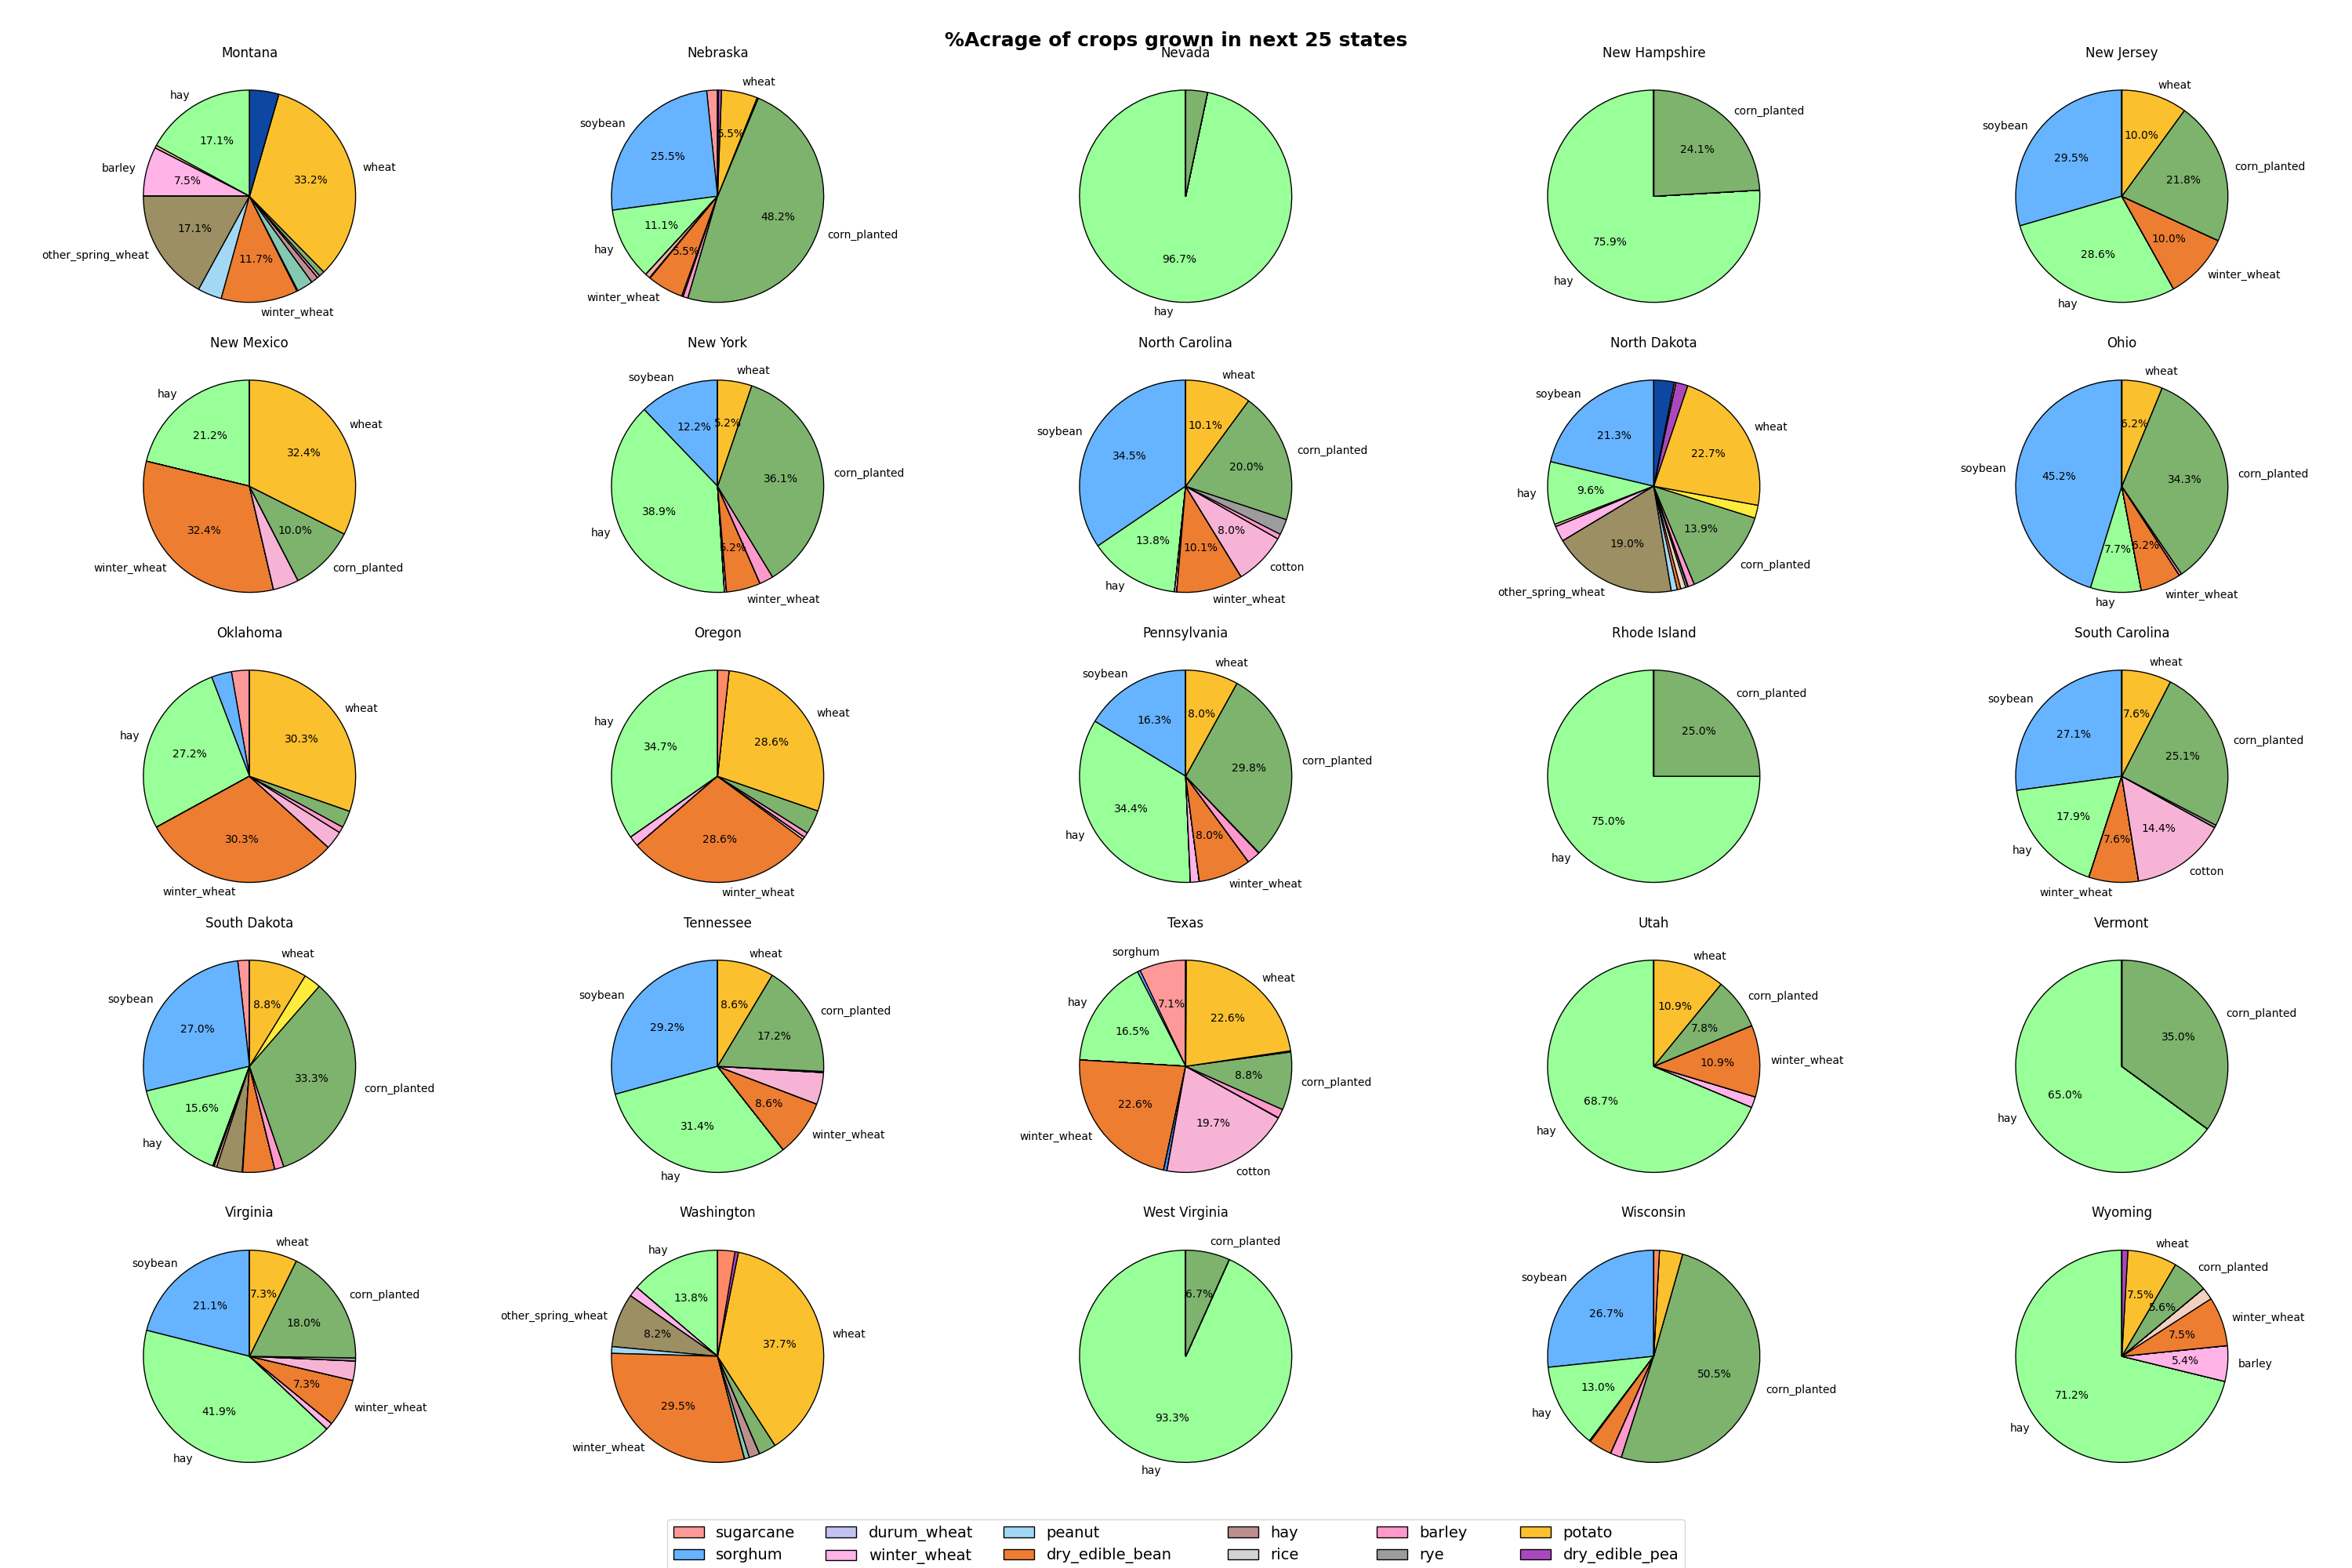 %Acrage of crops grown in next 25 states
Montana
hay
17.1%
33.2%
wheat
barley
7.5%
17.1%
other_spring_wheat
11.7%
winter_wheat
Nebraska
wheat
5.5%
soybean
25.5%
48.2%
corn_planted
11.1%
hay
5.5%
winter_wheat
Nevada
96.7%
hay
New Hampshire
corn_planted
24.1%
75.9%
hay
New Jersey
wheat
10.0%
soybean
29.5%
21.8%
corn_planted
10.0%
28.6%
winter_wheat
hay
New Mexico
hay
21.2%
wheat
32.4%
32.4%
10.0%
winter_wheat
corn_planted
New York
wheat
soybean
12.2%
5.2%
36.1%
corn_planted
38.9%
hay
5.2%
winter_wheat
North Carolina
wheat
10.1%
soybean
34.5%
corn_planted
20.0%
8.0%
13.8%
10.1%
cotton
hay
winter_wheat
North Dakota
soybean
21.3%
wheat
22.7%
9.6%
hay
13.9%
19.0%
corn_planted
other_spring_wheat
Ohio
wheat
6.2%
soybean
45.2%
34.3%
corn_planted
7.7%
6.2%
winter_wheat
hay
Oklahoma
wheat
30.3%
hay
27.2%
30.3%
winter_wheat
Oregon
hay
34.7%
wheat
28.6%
28.6%
winter_wheat
Pennsylvania
wheat
soybean
16.3%
8.0%
29.8%
corn_planted
34.4%
hay
8.0%
winter_wheat
Rhode Island
corn_planted
25.0%
75.0%
hay
South Carolina
wheat
7.6%
soybean
27.1%
25.1%
corn_planted
17.9%
14.4%
7.6%
hay
cotton
winter_wheat
South Dakota
wheat
8.8%
soybean
27.0%
33.3%
corn_planted
15.6%
hay
Tennessee
wheat
8.6%
soybean
29.2%
corn_planted
17.2%
8.6%
31.4%
winter_wheat
hay
Texas
sorghum
7.1%
wheat
22.6%
hay
16.5%
8.8%
corn_planted
22.6%
19.7%
winter_wheat
cotton
Utah
wheat
10.9%
corn_planted
7.8%
winter_wheat
10.9%
68.7%
hay
Vermont
corn_planted
35.0%
65.0%
hay
Virginia
wheat
7.3%
soybean
21.1%
corn_planted
18.0%
7.3%
winter_wheat
41.9%
hay
Washington
hay
13.8%
other_spring_wheat
8.2%
37.7%
wheat
29.5%
winter_wheat
West Virginia
corn_planted
6.7%
93.3%
hay
Wisconsin
soybean
26.7%
50.5%
corn_planted
13.0%
hay
Wyoming
wheat
7.5%
corn_planted
5.6%
winter_wheat
7.5%
5.4%
barley
71.2%
hay
sugarcane durum_wheat peanut hay barley potato
sorghum winter_wheat dry_edible_bean rice rye dry_edible_pea